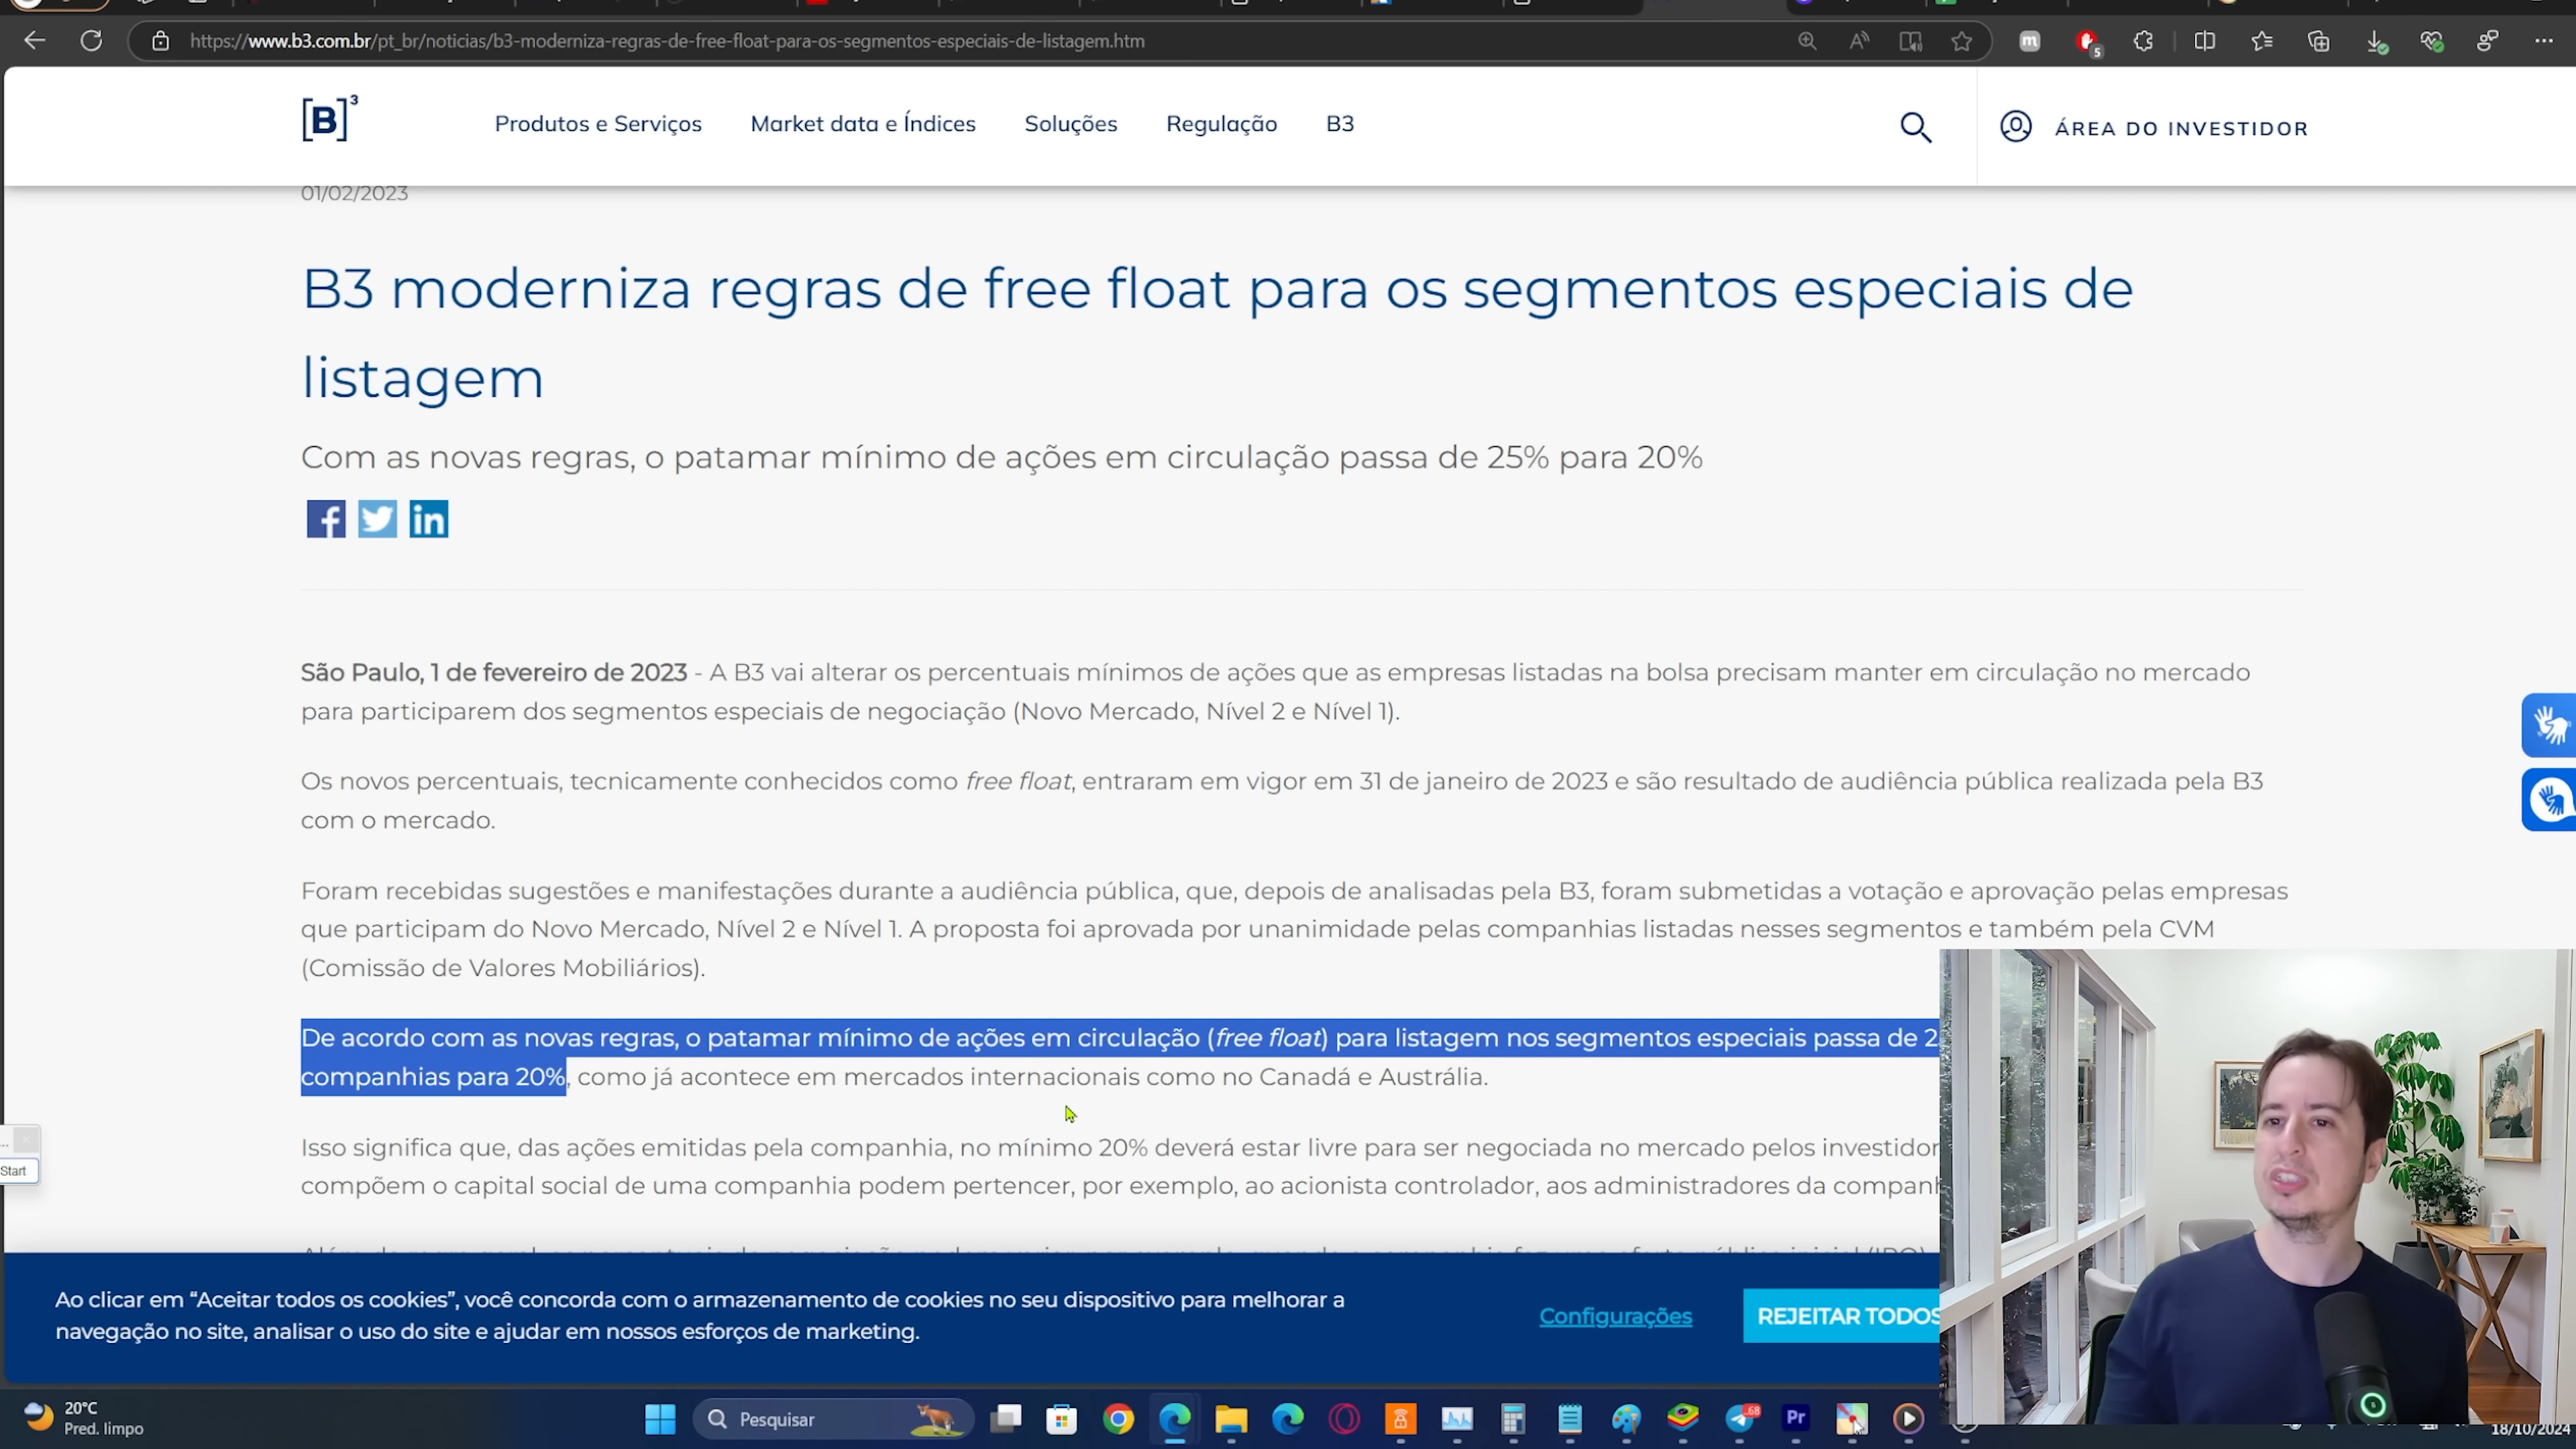 https://www.b3.com.br/pt_br/noticias/b3-moderniza-regras-de-free-float-para-os-segmentos-especiais-de-listagem.htm
5
[B]³
Produtos e Serviços
Market data e Índices
Soluções
Regulação
B3
ÁREA DO INVESTIDOR
01/02/2023
B3 moderniza regras de free float para os segmentos especiais de
listagem
Com as novas regras, o patamar mínimo de ações em circulação passa de 25% para 20%
São Paulo, 1 de fevereiro de 2023 - A B3 vai alterar os percentuais mínimos de ações que as empresas listadas na bolsa precisam manter em circulação no mercado
para participarem dos segmentos especiais de negociação (Novo Mercado, Nível 2 e Nível 1).
Os novos percentuais, tecnicamente conhecidos como free float, entraram em vigor em 31 de janeiro de 2023 e são resultado de audiência pública realizada pela B3
com o mercado.
Foram recebidas sugestões e manifestações durante a audiência pública, que, depois de analisadas pela B3, foram submetidas a votação e aprovação pelas empresas
que participam do Novo Mercado, Nível 2 e Nível 1. A proposta foi aprovada por unanimidade pelas companhias listadas nesses segmentos e também pela CVM
(Comissão de Valores Mobiliários).
De acordo com as novas regras, o patamar mínimo de ações em circulação (free float) para listagem nos segmentos especiais passa de 2
companhias para 20%, como já acontece em mercados internacionais como no Canadá e Austrália.
Isso significa que, das ações emitidas pela companhia, no mínimo 20% deverá estar livre para ser negociada no mercado pelos investidor
compõem o capital social de uma companhia podem pertencer, por exemplo, ao acionista controlador, aos administradores da companh
Start
Ao clicar em “Aceitar todos os cookies”, você concorda com o armazenamento de cookies no seu dispositivo para melhorar a
navegação no site, analisar o uso do site e ajudar em nossos esforços de marketing.
Configurações
REJEITAR TODOS
20°C
Pred. limpo
Pesquisar
68
Pr
18/10/2024